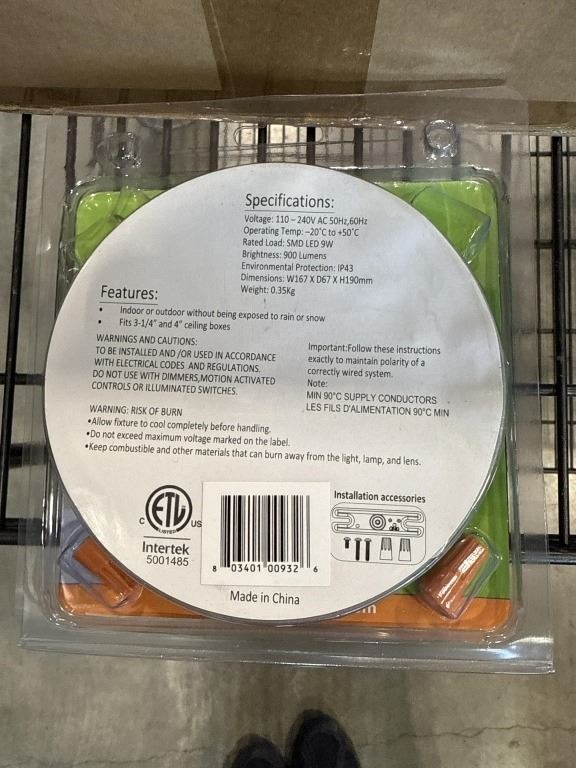 Specifications:
Voltage: 110 – 240V AC 50Hz,60Hz
Operating Temp: –20˚C to +50˚C
Rated Load: SMD LED 9W
Brightness: 900 Lumens
Environmental Protection: IP43
Dimensions: W167 X D67 X H190mm
Weight: 0.35Kg
Features:
• Indoor or outdoor without being exposed to rain or snow
• Fits 3-1/4" and 4" ceiling boxes
WARNINGS AND CAUTIONS:
TO BE INSTALLED AND /OR USED IN ACCORDANCE
WITH ELECTRICAL CODES AND REGULATIONS.
DO NOT USE WITH DIMMERS,MOTION ACTIVATED
CONTROLS OR ILLUMINATED SWITCHES.
Important:Follow these instructions
exactly to maintain polarity of a
correctly wired system.
Note:
MIN 90°C SUPPLY CONDUCTORS
LES FILS D'ALIMENTATION 90°C MIN
WARNING: RISK OF BURN
•Allow fixture to cool completely before handling.
•Do not exceed maximum voltage marked on the label.
•Keep combustible and other materials that can burn away from the light, lamp, and lens.
C ETL US
LISTED
Intertek
5001485
8 03401 00932 6
Installation accessories
Made in China